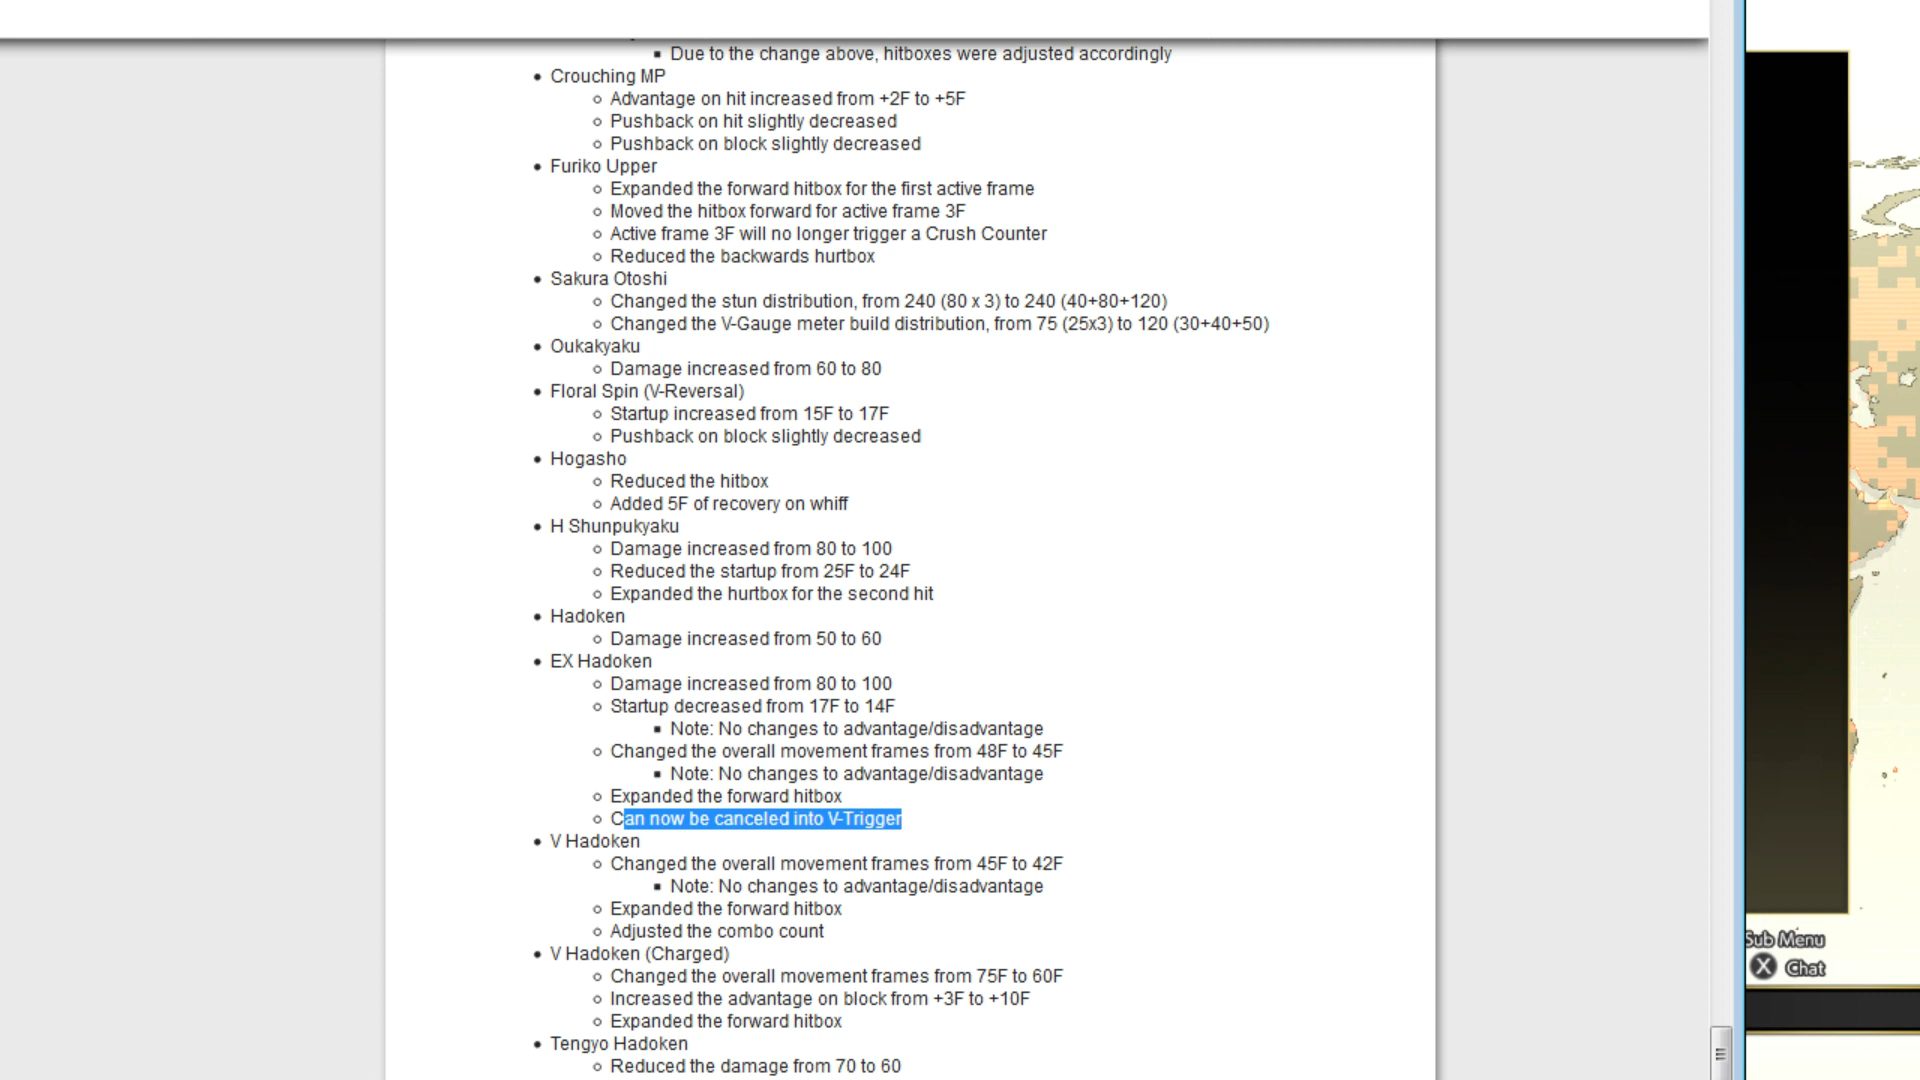 Due to the change above, hitboxes were adjusted accordingly
Crouching MP
Advantage on hit increased from +2F to +5F
Pushback on hit slightly decreased
Pushback on block slightly decreased
Furiko Upper
Expanded the forward hitbox for the first active frame
Moved the hitbox forward for active frame 3F
Active frame 3F will no longer trigger a Crush Counter
Reduced the backwards hurtbox
Sakura Otoshi
Changed the stun distribution, from 240 (80 x 3) to 240 (40+80+120)
Changed the V-Gauge meter build distribution, from 75 (25x3) to 120 (30+40+50)
Oukakyaku
Damage increased from 60 to 80
Floral Spin (V-Reversal)
Startup increased from 15F to 17F
Pushback on block slightly decreased
Hogasho
Reduced the hitbox
Added 5F of recovery on whiff
H Shunpukyaku
Damage increased from 80 to 100
Reduced the startup from 25F to 24F
Expanded the hurtbox for the second hit
Hadoken
Damage increased from 50 to 60
EX Hadoken
Damage increased from 80 to 100
Startup decreased from 17F to 14F
Note: No changes to advantage/disadvantage
Changed the overall movement frames from 48F to 45F
Note: No changes to advantage/disadvantage
Expanded the forward hitbox
Can now be canceled into V-Trigger
V Hadoken
Changed the overall movement frames from 45F to 42F
Note: No changes to advantage/disadvantage
Expanded the forward hitbox
Adjusted the combo count
V Hadoken (Charged)
Changed the overall movement frames from 75F to 60F
Increased the advantage on block from +3F to +10F
Expanded the forward hitbox
Tengyo Hadoken
Reduced the damage from 70 to 60
Sub Menu
X Chat